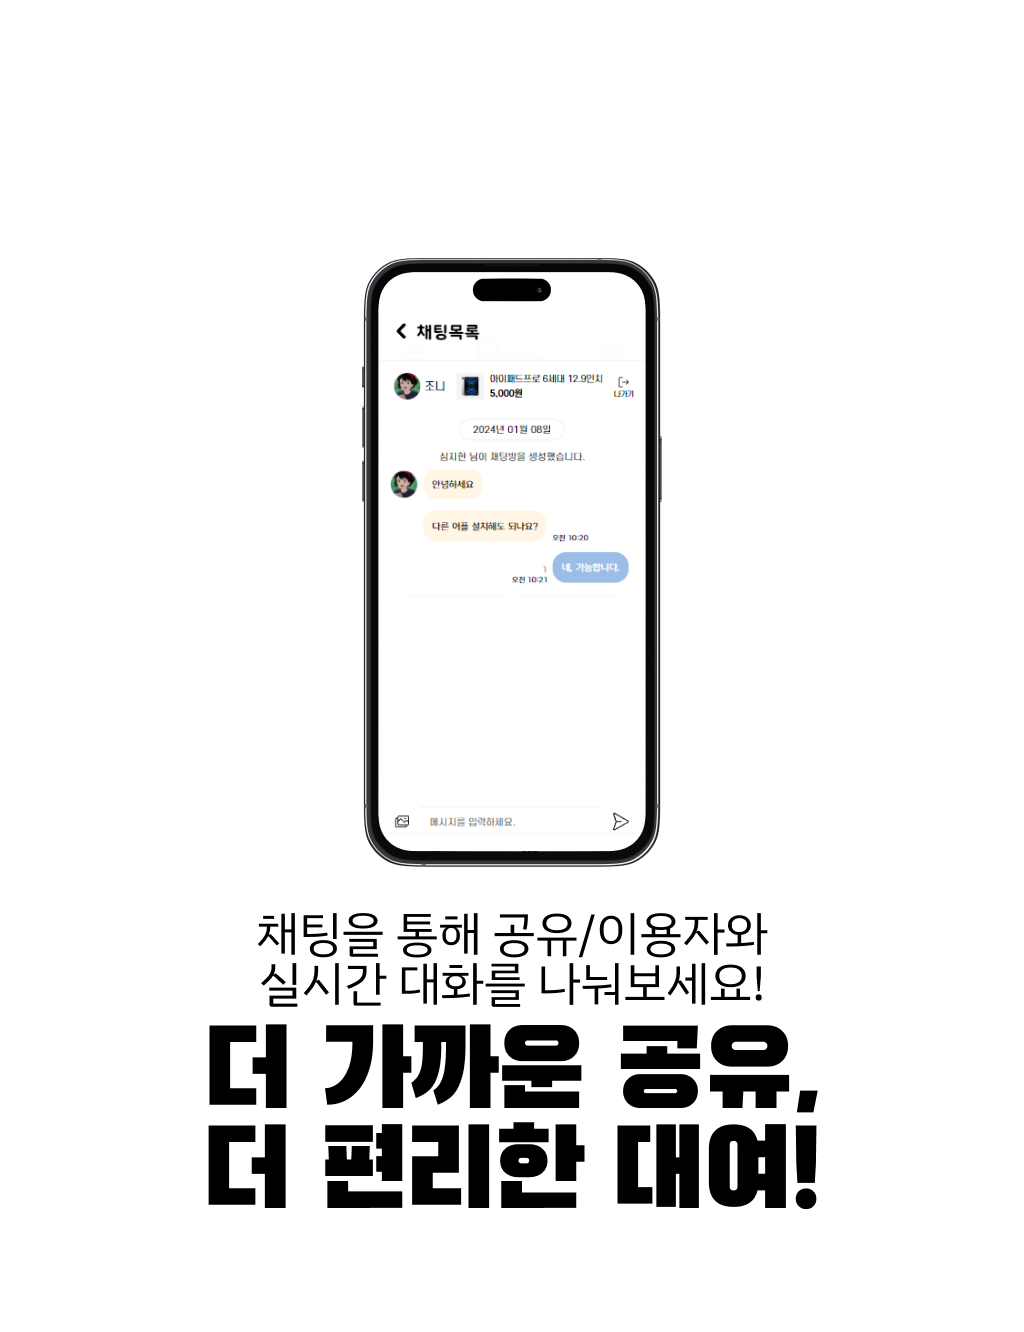 채팅목록
조니
아이패드프로 6세대 12.9인치
5,000원
나가기
2024년 01월 08일
심지현 님이 채팅방을 생성했습니다.
안녕하세요
다른 어플 설치해도 되나요?
오전 10:20
네, 가능합니다.
1
오전 10:21
메시지를 입력하세요.
채팅을 통해 공유/이용자와
실시간 대화를 나눠보세요!
더 가까운 공유,
더 편리한 대여!